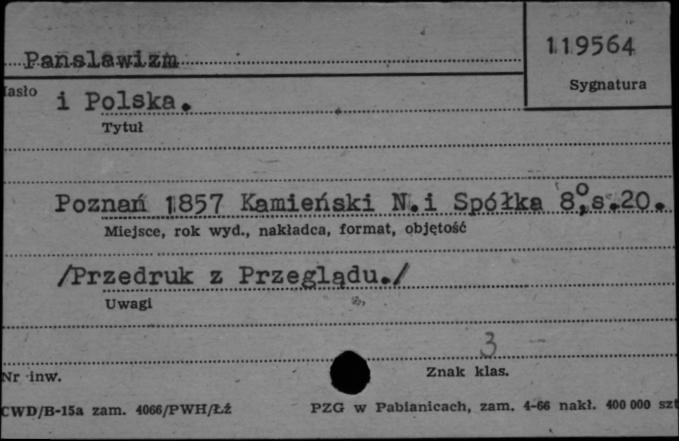 119564
Panslawizm
Sygnatura
Hasło
i Polska.
Tytuł
Poznań 1857 Kamieński N.i Spółka 8°,s.20.
Miejsce, rok wyd., nakładca, format, objętość
/Przedruk z Przeglądu./
Uwagi
3
Nr inw.
Znak klas.
CWD/B-15a zam. 4066/PWH/Łż
PZG w Pabianicach, zam. 4-66 nakł. 400 000 szt